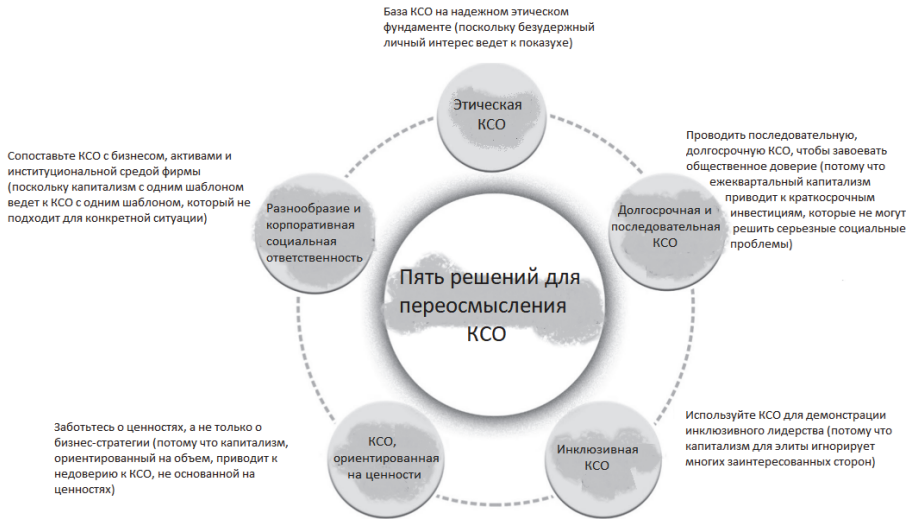 База КСО на надежном этическом
фундаменте (поскольку безудержный
личный интерес ведет к показухе)
Этическая
КСО
Проводить последовательную,
долгосрочную КСО, чтобы завоевать
общественное доверие (потому что
ежеквартальный капитализм
приводит к краткосрочным
инвестициям, которые не могут
решить серьезные социальные
проблемы)
Долгосрочная и
последовательная
КСО
Сопоставьте КСО с бизнесом, активами и
институциональной средой фирмы
(поскольку капитализм с одним шаблоном
ведет к КСО с одним шаблоном, который не
подходит для конкретной ситуации)
Разнообразие и
корпоративная
социальная
ответственность
Пять решений для
переосмысления
КСО
Заботьтесь о ценностях, а не только о
бизнес-стратегии (потому что капитализм,
ориентированный на объем, приводит к
недоверию к КСО, не основанной на
ценностях)
КСО,
ориентированная
на ценности
Инклюзивная
КСО
Используйте КСО для демонстрации
инклюзивного лидерства (потому что
капитализм для элиты игнорирует
многих заинтересованных сторон)